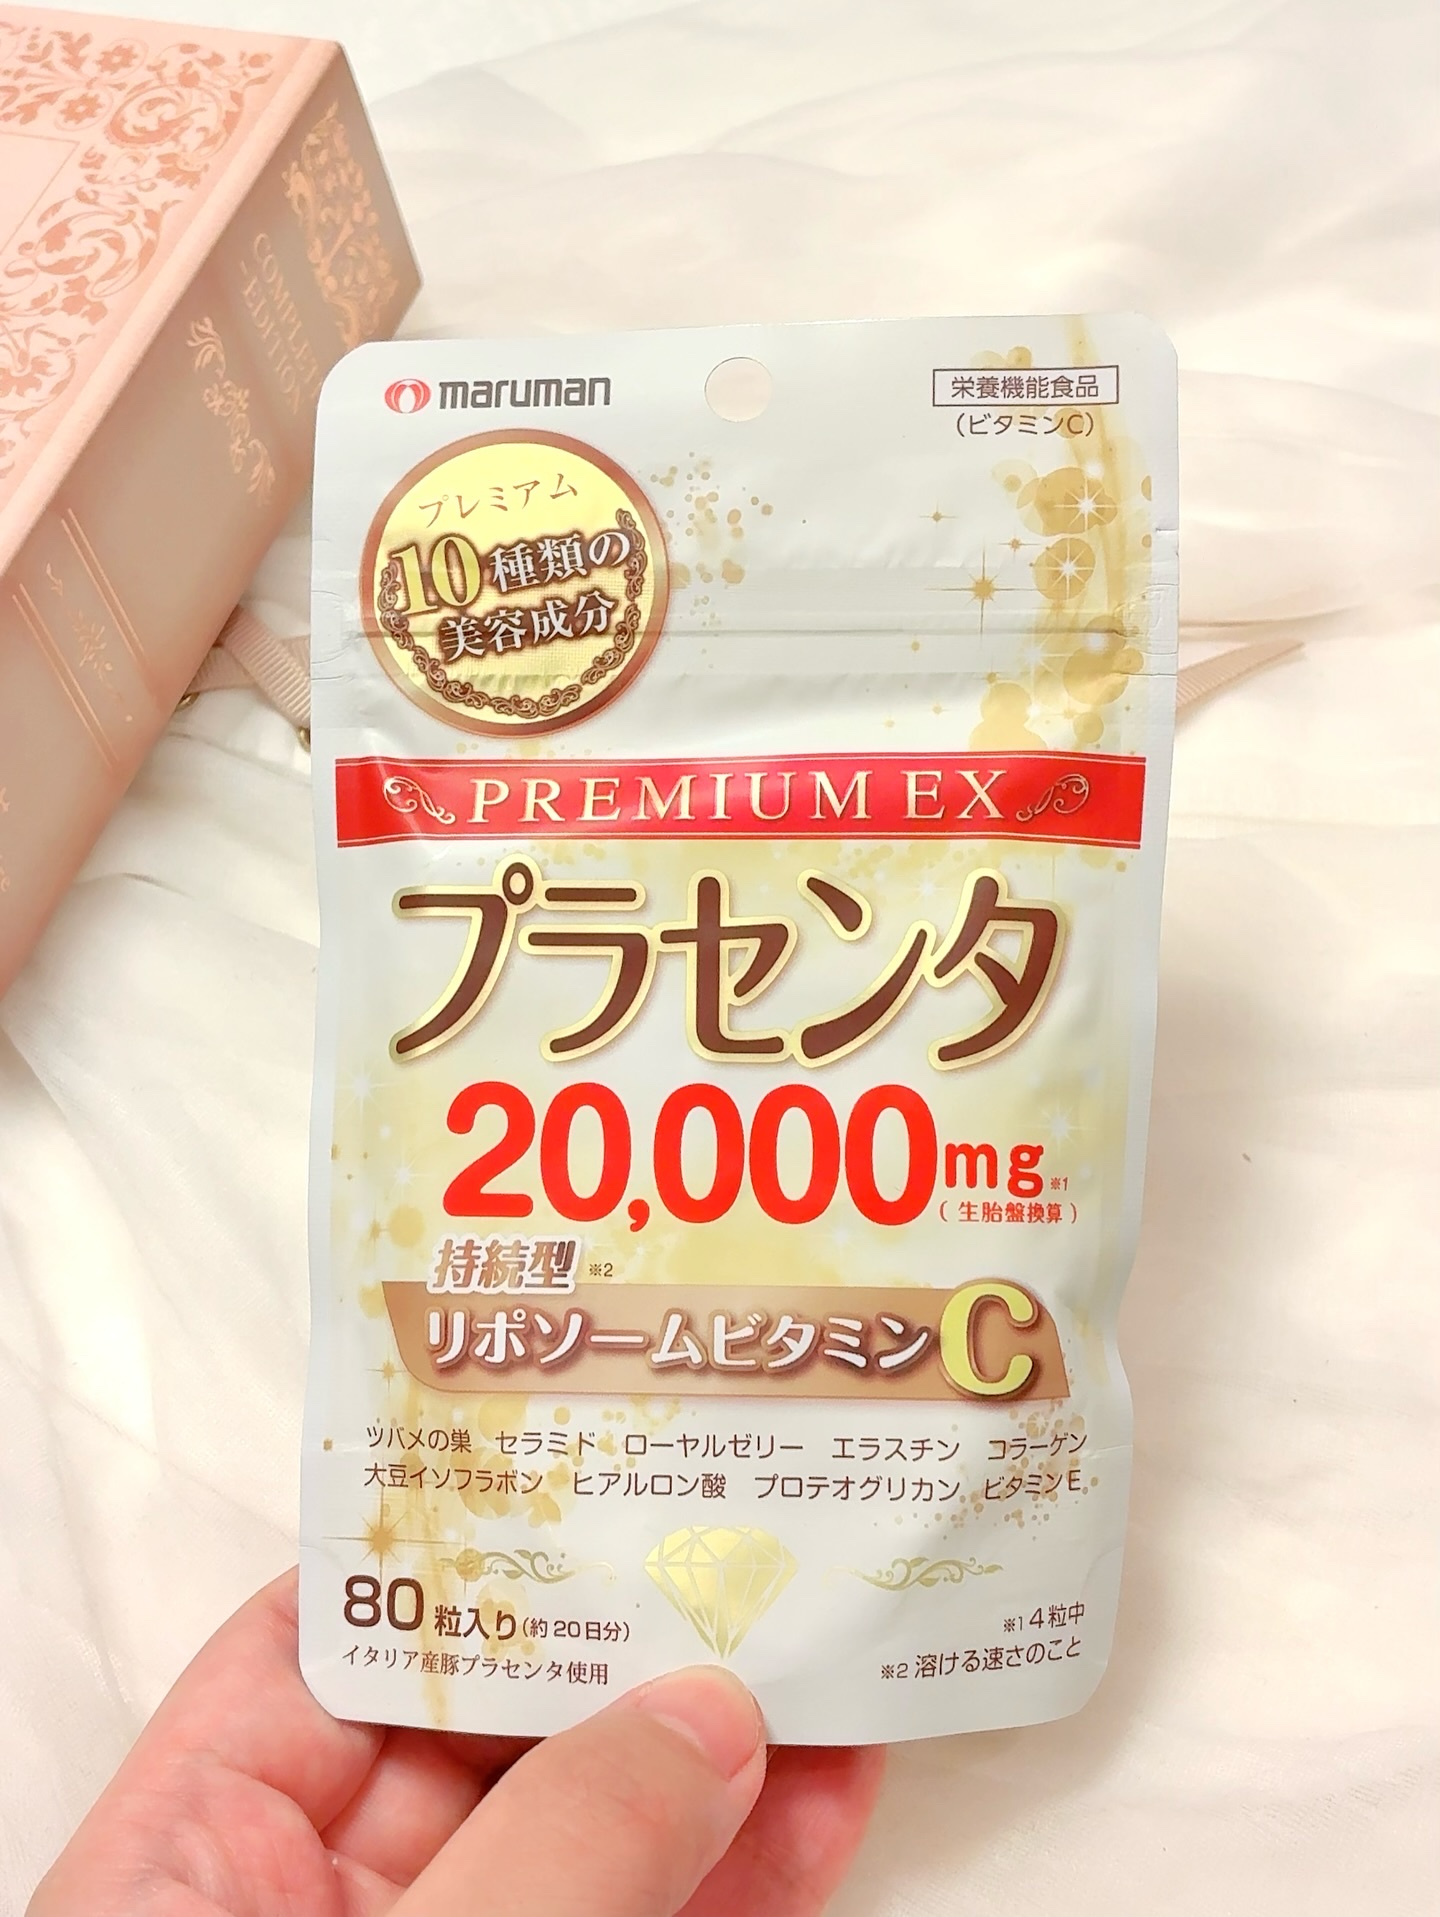 COMPLETE
-EDITION-
maruman
栄養機能食品
(ビタミンC)
プレミアム
10種類の
美容成分
PREMIUM EX
プラセンタ
20,000mg※1
(生胎盤換算)
持続型※2
リポソームビタミンC
ツバメの巣 セラミド ローヤルゼリー エラスチン コラーゲン
大豆イソフラボン ヒアルロン酸 プロテオグリカン ビタミンE
80粒入り(約20日分)
イタリア産豚プラセンタ使用
※1 4粒中
※2 溶ける速さのこと